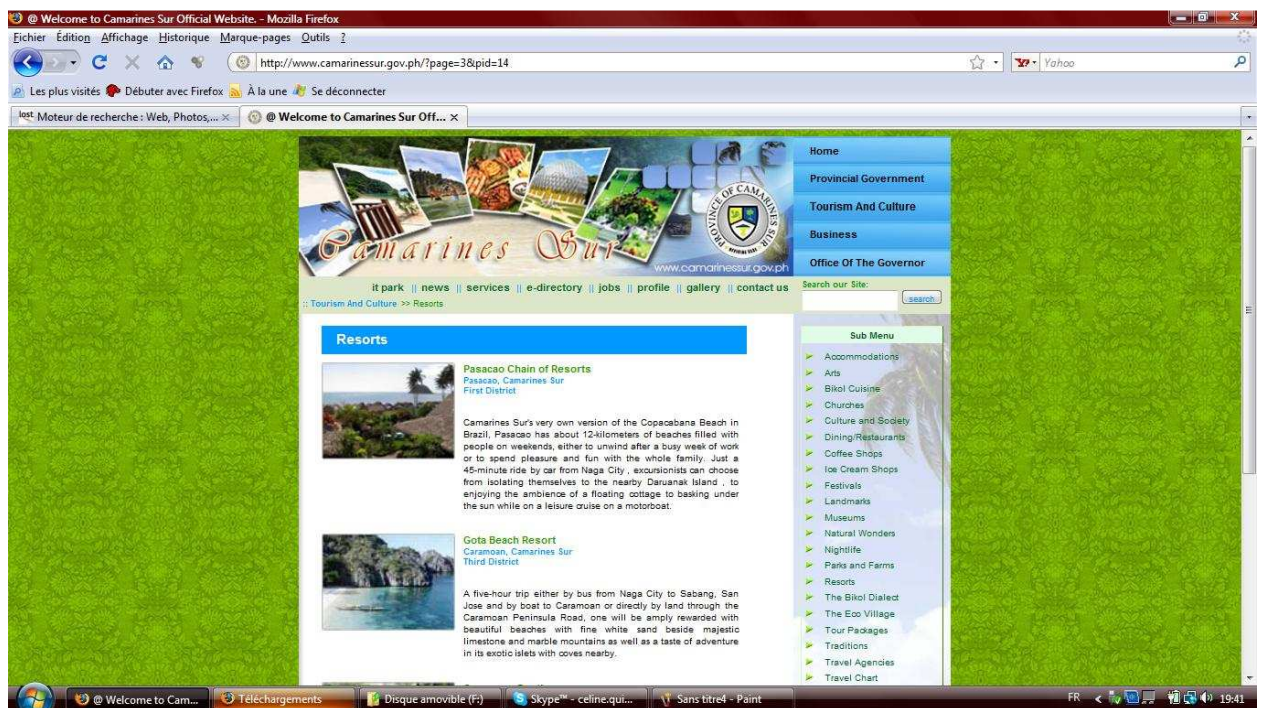 @ Welcome to Camarines Sur Official Website. - Mozilla Firefox
Fichier Édition Affichage Historique Marque-pages Outils ?
http://www.camarinessur.gov.ph/?page=3&pid=14
Yahoo
Les plus visités Débuter avec Firefox À la une Se déconnecter
lost Moteur de recherche : Web, Photos,... @ Welcome to Camarines Sur Off...
Camarines Sur
PROVINCE OF CAMARINES SUR
www.camarinessur.gov.ph
Home
Provincial Government
Tourism And Culture
Business
Office Of The Governor
it park || news || services || e-directory || jobs || profile || gallery || contact us
Search our Site:
search
:: Tourism And Culture >> Resorts
Resorts
Pasacao Chain of Resorts
Pasacao, Camarines Sur
First District
Camarines Sur's very own version of the Copacabana Beach in
Brazil, Pasacao has about 12-kilometers of beaches filled with
people on weekends, either to unwind after a busy week of work
or to spend pleasure and fun with the whole family. Just a
45-minute ride by car from Naga City , excursionists can choose
from isolating themselves to the nearby Daruanak Island , to
enjoying the ambience of a floating cottage to basking under
the sun while on a leisure cruise on a motorboat.
Gota Beach Resort
Caramoan, Camarines Sur
Third District
A five-hour trip either by bus from Naga City to Sabang, San
Jose and by boat to Caramoan or directly by land through the
Caramoan Peninsula Road, one will be amply rewarded with
beautiful beaches with fine white sand beside majestic
limestone and marble mountains as well as a taste of adventure
in its exotic islets with coves nearby.
Sub Menu
Accommodations
Arts
Bikol Cuisine
Churches
Culture and Society
Dining/Restaurants
Coffee Shops
Ice Cream Shops
Festivals
Landmarks
Museums
Natural Wonders
Nightlife
Parks and Farms
Resorts
The Bikol Dialect
The Eco Village
Tour Packages
Traditions
Travel Agencies
Travel Chart
@ Welcome to Cam... Téléchargements Disque amovible (F:) Skype™ - celine.qui... Sans titre4 - Paint FR 19:41